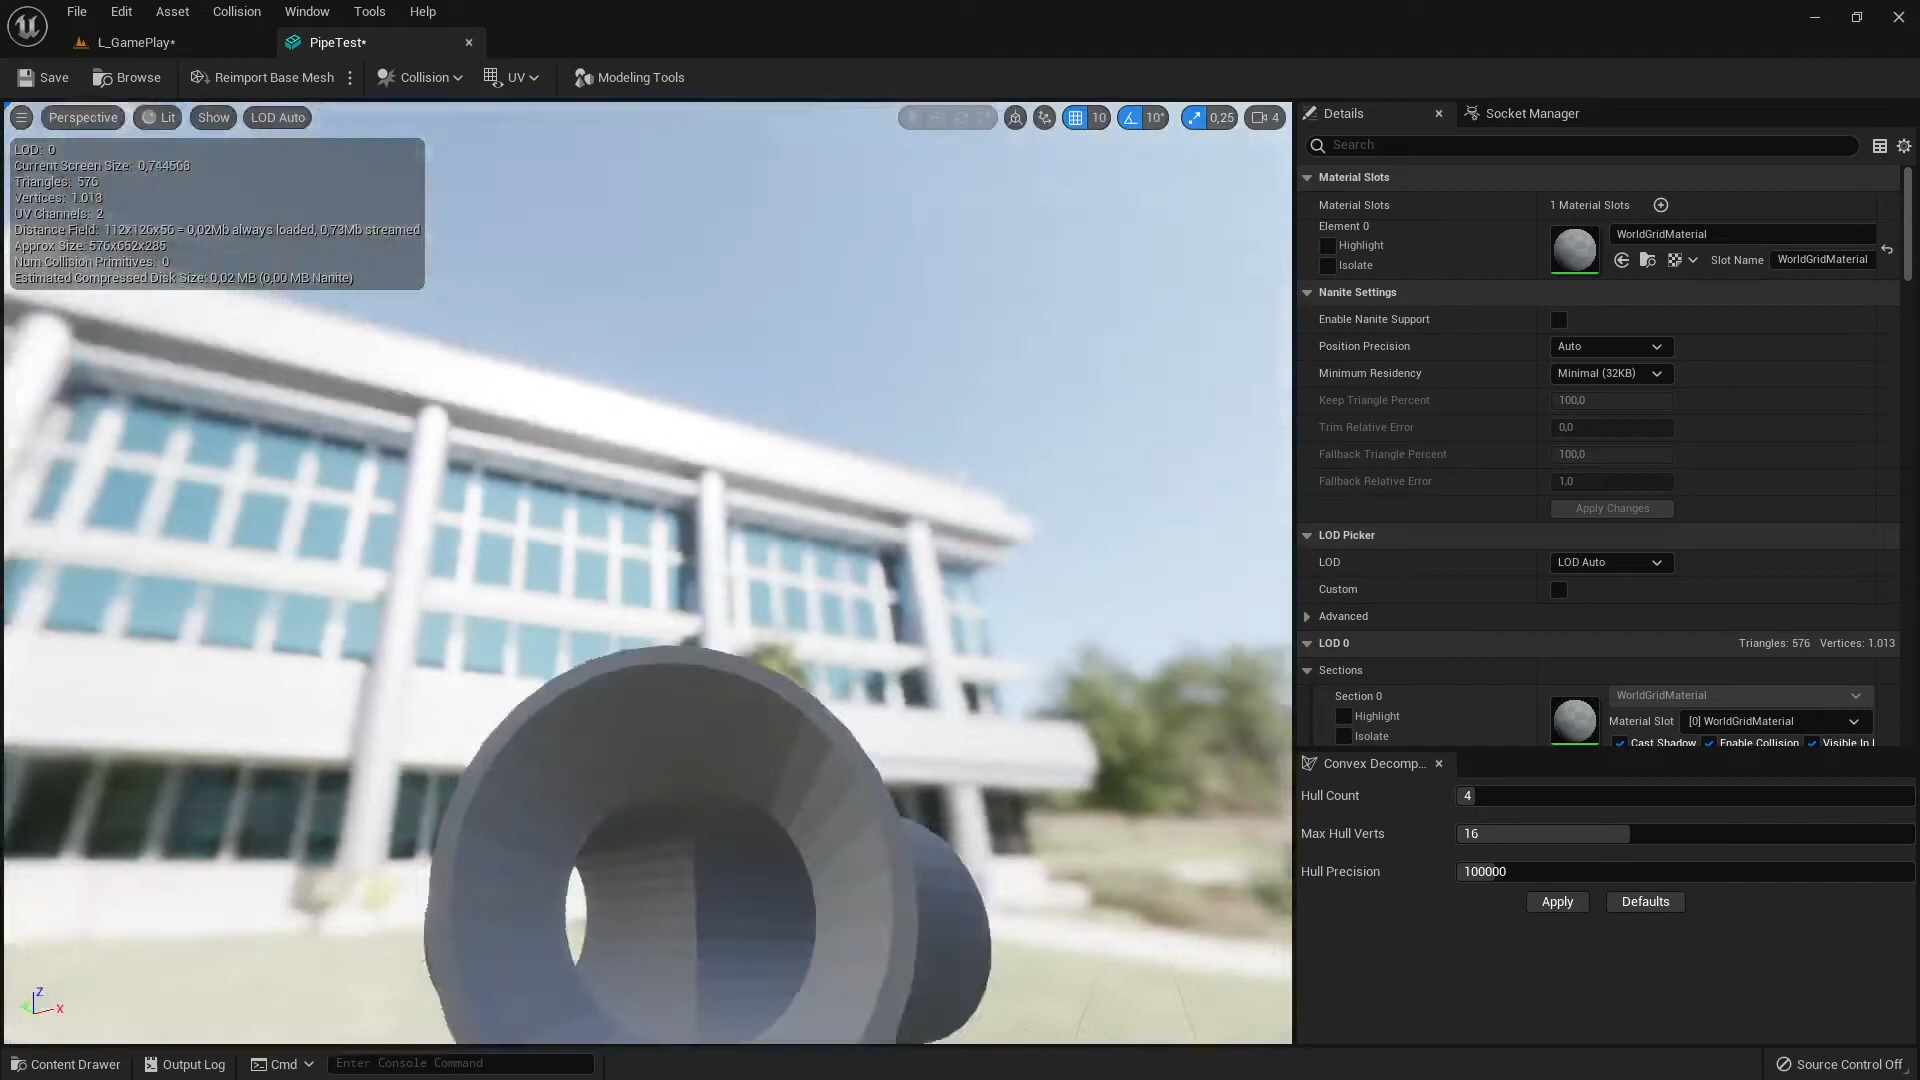 File Edit Asset Collision Window Tools Help
L_GamePlay* PipeTest*
Save Browse Reimport Base Mesh Collision UV Modeling Tools
Perspective Lit Show LOD Auto 10 10° 0,25 4
LOD: 0
Current Screen Size: 0,744568
Triangles: 576
Vertices: 1.013
UV Channels: 2
Distance Field: 112x126x56 = 0,02Mb always loaded, 0,73Mb streamed
Approx Size: 576x652x285
Num Collision Primitives: 0
Estimated Compressed Disk Size: 0,02 MB (0,00 MB Nanite)
Z
X
Details Socket Manager
Search
Material Slots
Material Slots 1 Material Slots
Element 0 WorldGridMaterial
Highlight
Isolate Slot Name WorldGridMaterial
Nanite Settings
Enable Nanite Support
Position Precision Auto
Minimum Residency Minimal (32KB)
Keep Triangle Percent 100,0
Trim Relative Error 0,0
Fallback Triangle Percent 100,0
Fallback Relative Error 1,0
Apply Changes
LOD Picker
LOD LOD Auto
Custom
Advanced
LOD 0 Triangles: 576 Vertices: 1.013
Sections
Section 0 WorldGridMaterial
Highlight Material Slot [0] WorldGridMaterial
Isolate Cast Shadow Enable Collision Visible In
Convex Decomp...
Hull Count 4
Max Hull Verts 16
Hull Precision 100000
Apply Defaults
Content Drawer Output Log Cmd Enter Console Command Source Control Off